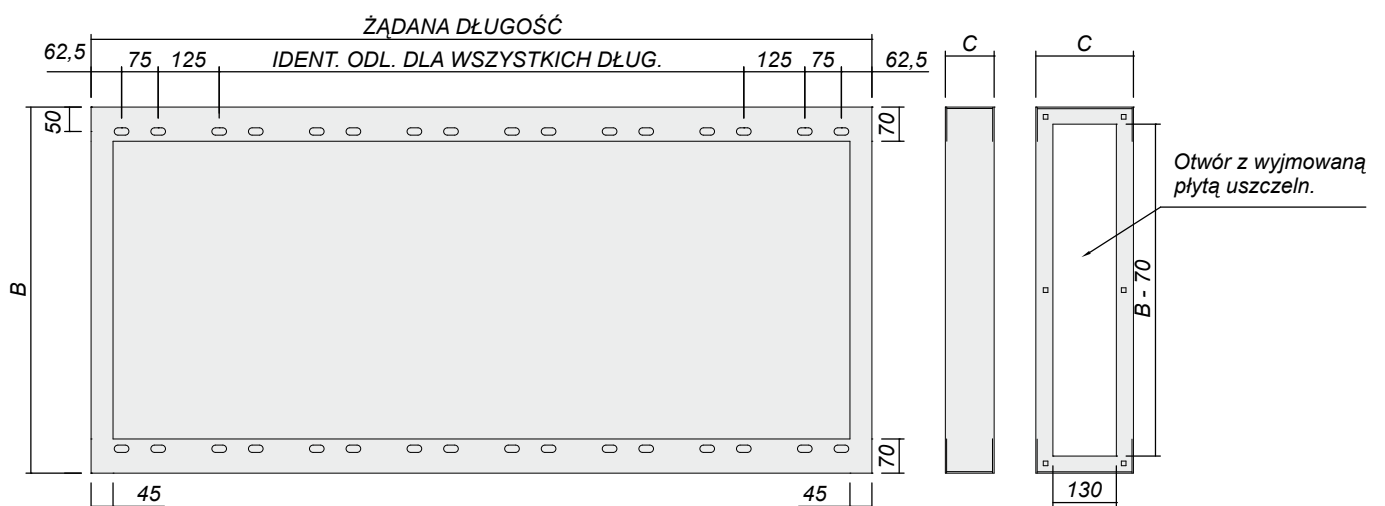 ŻĄDANA DŁUGOŚĆ
62,5 75 125 IDENT. ODL. DLA WSZYSTKICH DŁUG. 125 75 62,5
C C
50 70
Otwór z wyjmowaną
płytą uszczeln.
B
B - 70
70
45 45 130